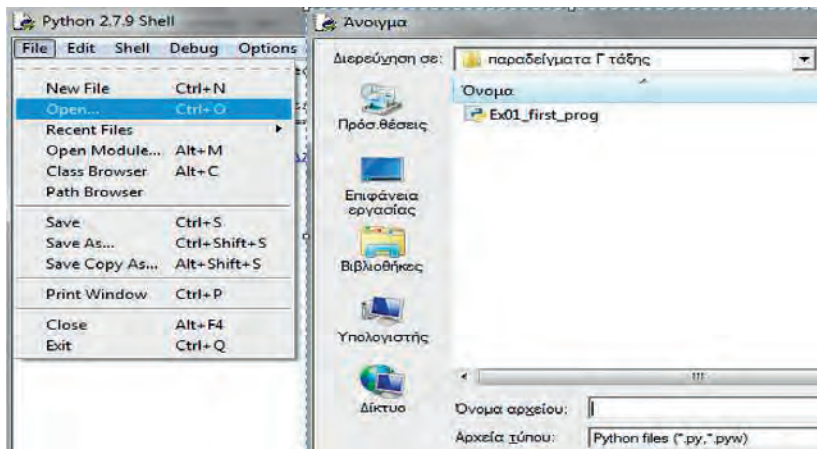 Python 2.7.9 Shell
File Edit Shell Debug Options
New File Ctrl+N
Open... Ctrl+O
Recent Files
Open Module... Alt+M
Class Browser Alt+C
Path Browser
Save Ctrl+S
Save As... Ctrl+Shift+S
Save Copy As... Alt+Shift+S
Print Window Ctrl+P
Close Alt+F4
Exit Ctrl+Q
Άνοιγμα
Διερεύνηση σε: παραδείγματα Γ τάξης
Όνομα
Ex01_first_prog
Πρόσ.θέσεις
Επιφάνεια
εργασίας
Βιβλιοθήκες
Υπολογιστής
Δίκτυο
Όνομα αρχείου:
Αρχεία τύπου: Python files (*.py,*.pyw)